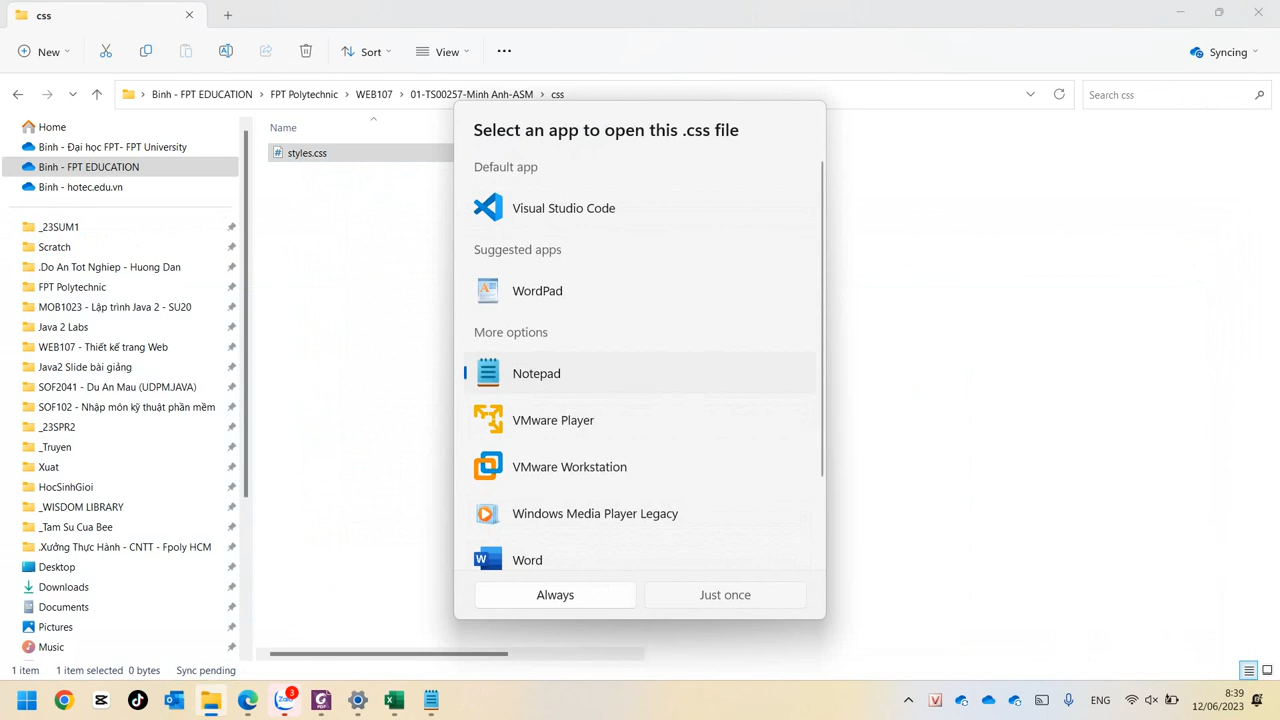 css
New
Sort
View
Syncing
Binh - FPT EDUCATION
FPT Polytechnic
WEB107
01-TS00257-Minh Anh-ASM
css
Search css
Home
Binh - Đại học FPT- FPT University
Binh - FPT EDUCATION
Binh - hotec.edu.vn
_23SUM1
Scratch
.Do An Tot Nghiep - Huong Dan
FPT Polytechnic
MOB1023 - Lập trình Java 2 - SU20
Java 2 Labs
WEB107 - Thiết kế trang Web
Java2 Slide bài giảng
SOF2041 - Du An Mau (UDPM.JAVA)
SOF102 - Nhập môn kỹ thuật phần mềm
_23SPR2
_Truyen
Xuat
HocSinhGioi
_WISDOM LIBRARY
_Tam Su Cua Bee
.Xưởng Thực Hành - CNTT - Fpoly HCM
Desktop
Downloads
Documents
Pictures
Music
Name
styles.css
Select an app to open this .css file
Default app
Visual Studio Code
Suggested apps
WordPad
More options
Notepad
VMware Player
VMware Workstation
Windows Media Player Legacy
Word
Always
Just once
1 item
1 item selected 0 bytes
Sync pending
3
ENG
8:39
12/06/2023